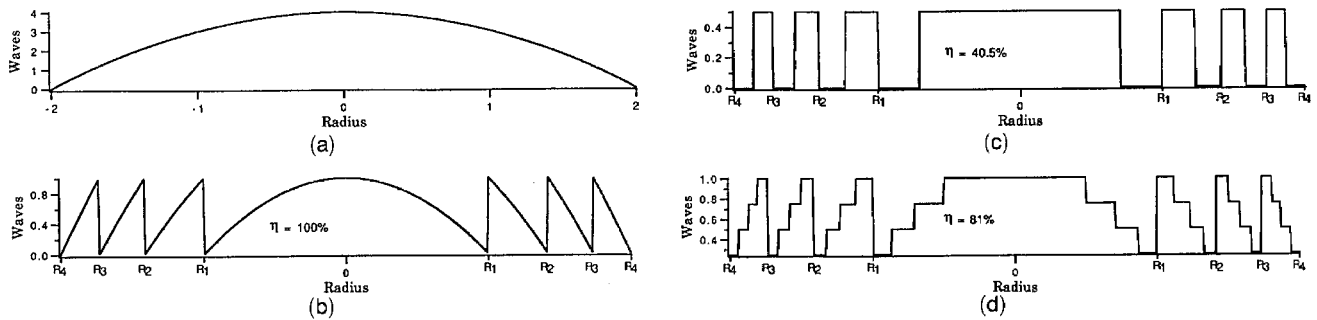 4
3
2
1
0
Waves
-2
-1
0
1
2
Radius
(a)
0.8
0.4
0.0
Waves
η = 100%
R4 R3 R2 R1 0 R1 R2 R3 R4
Radius
(b)
0.4
0.2
0.0
Waves
η = 40.5%
R4 R3 R2 R1 0 R1 R2 R3 R4
Radius
(c)
1.0
0.8
0.6
0.4
Waves
η = 81%
R4 R3 R2 R1 0 R1 R2 R3 R4
Radius
(d)